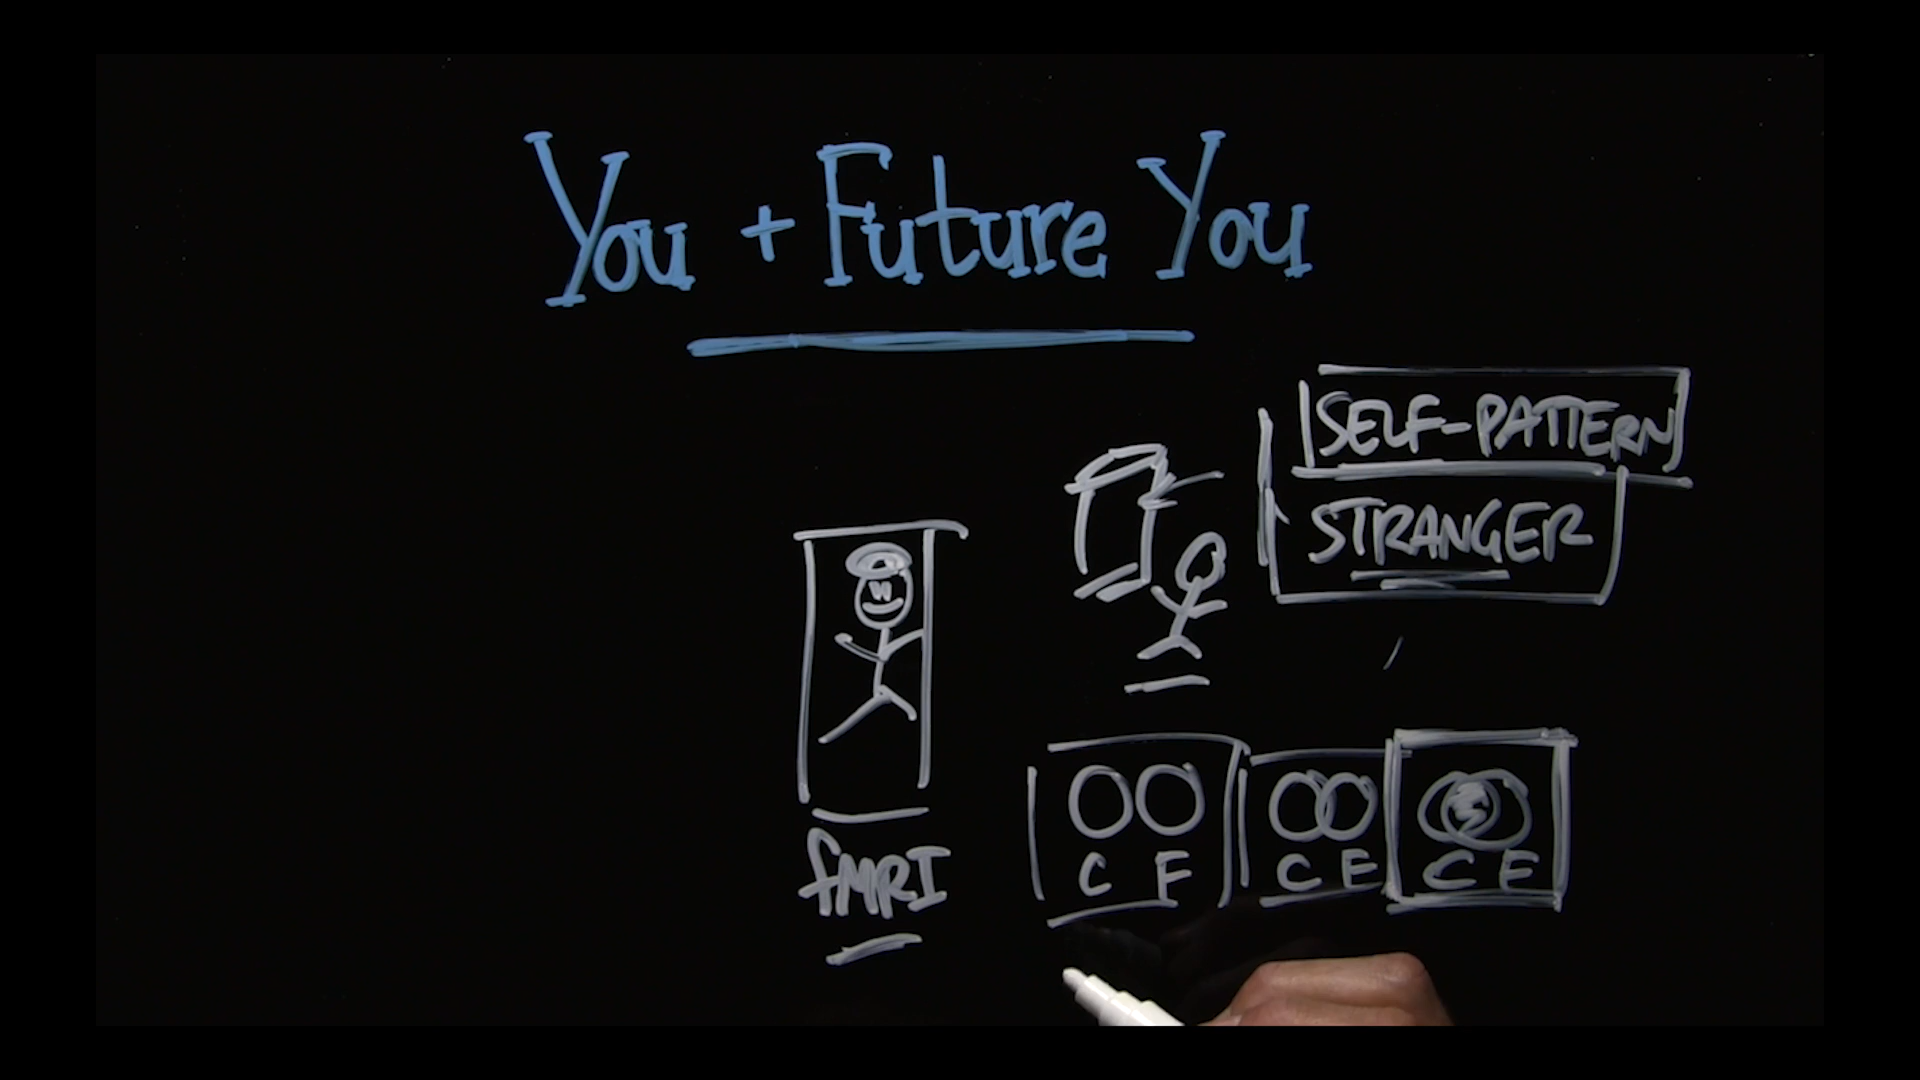 You + Future You
SELF-PATTERN
STRANGER
C F
C F
C F
fMRI